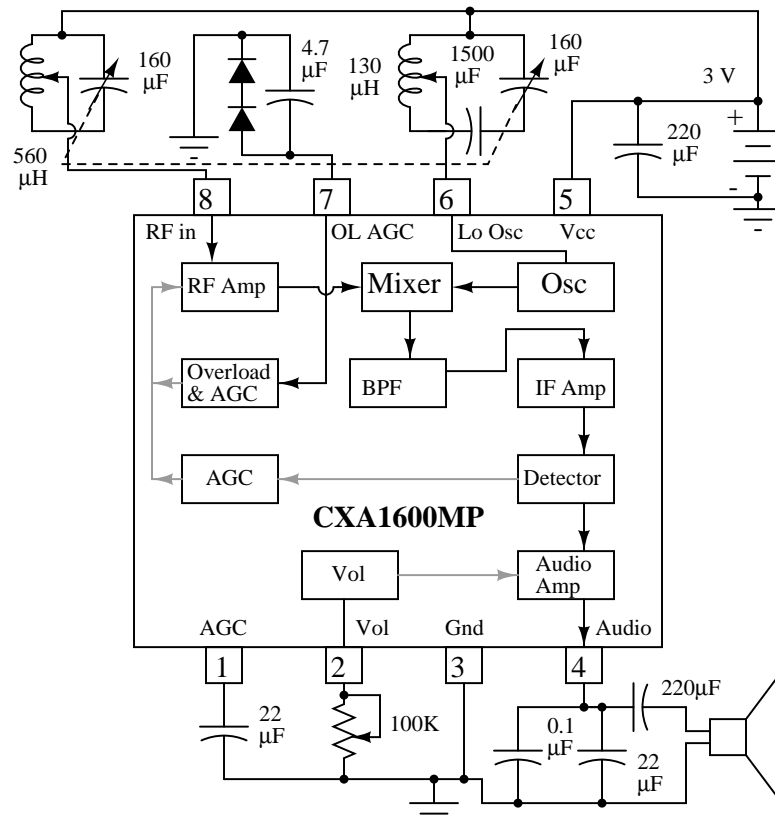 160
μF
4.7
μF
130
μH
1500
μF
160
μF
3 V
+
220
μF
-
-
560
μH
8
7
6
5
RF in
OL AGC
Lo Osc
Vcc
RF Amp
Mixer
Osc
Overload
& AGC
BPF
IF Amp
AGC
Detector
CXA1600MP
Vol
Audio
Amp
AGC
Vol
Gnd
Audio
1
2
3
4
22
μF
100K
220μF
0.1
μF
22
μF